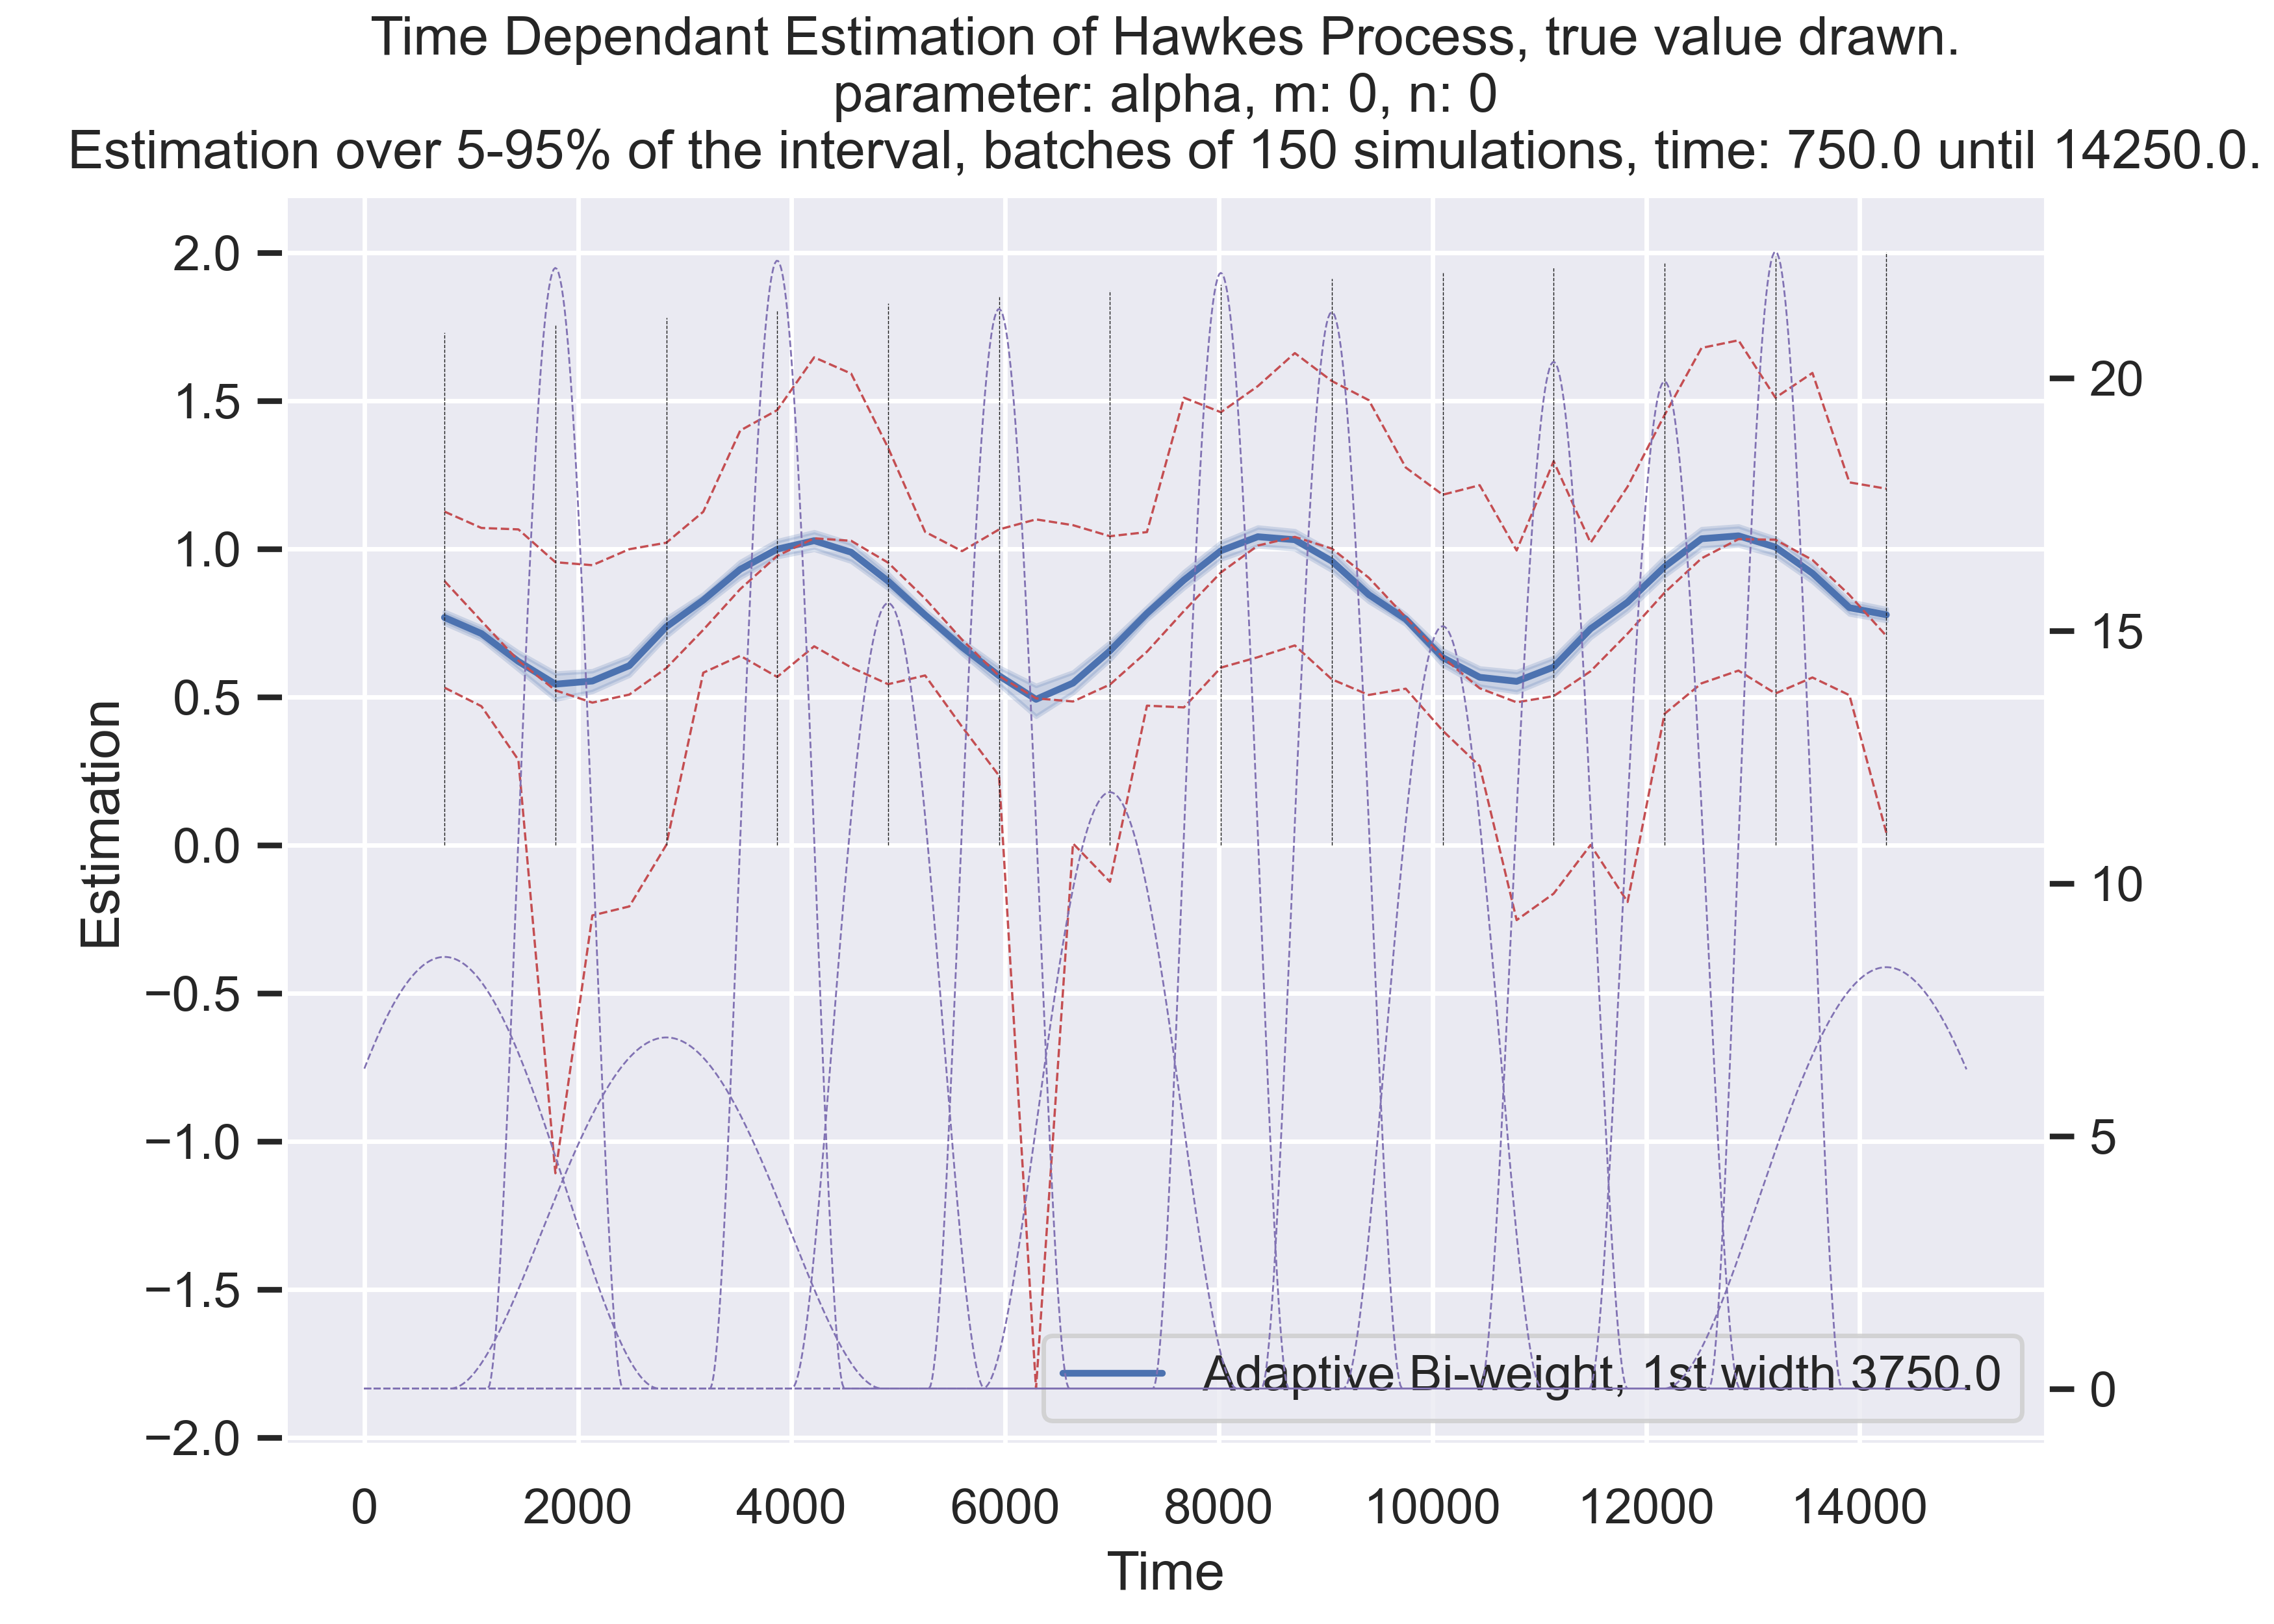 Time Dependant Estimation of Hawkes Process, true value drawn.
parameter: alpha, m: 0, n: 0
Estimation over 5-95% of the interval, batches of 150 simulations, time: 750.0 until 14250.0.
2.0
1.5
1.0
0.5
0.0
−0.5
−1.0
−1.5
−2.0
Estimation
20
15
10
5
0
Adaptive Bi-weight, 1st width 3750.0
0 2000 4000 6000 8000 10000 12000 14000
Time